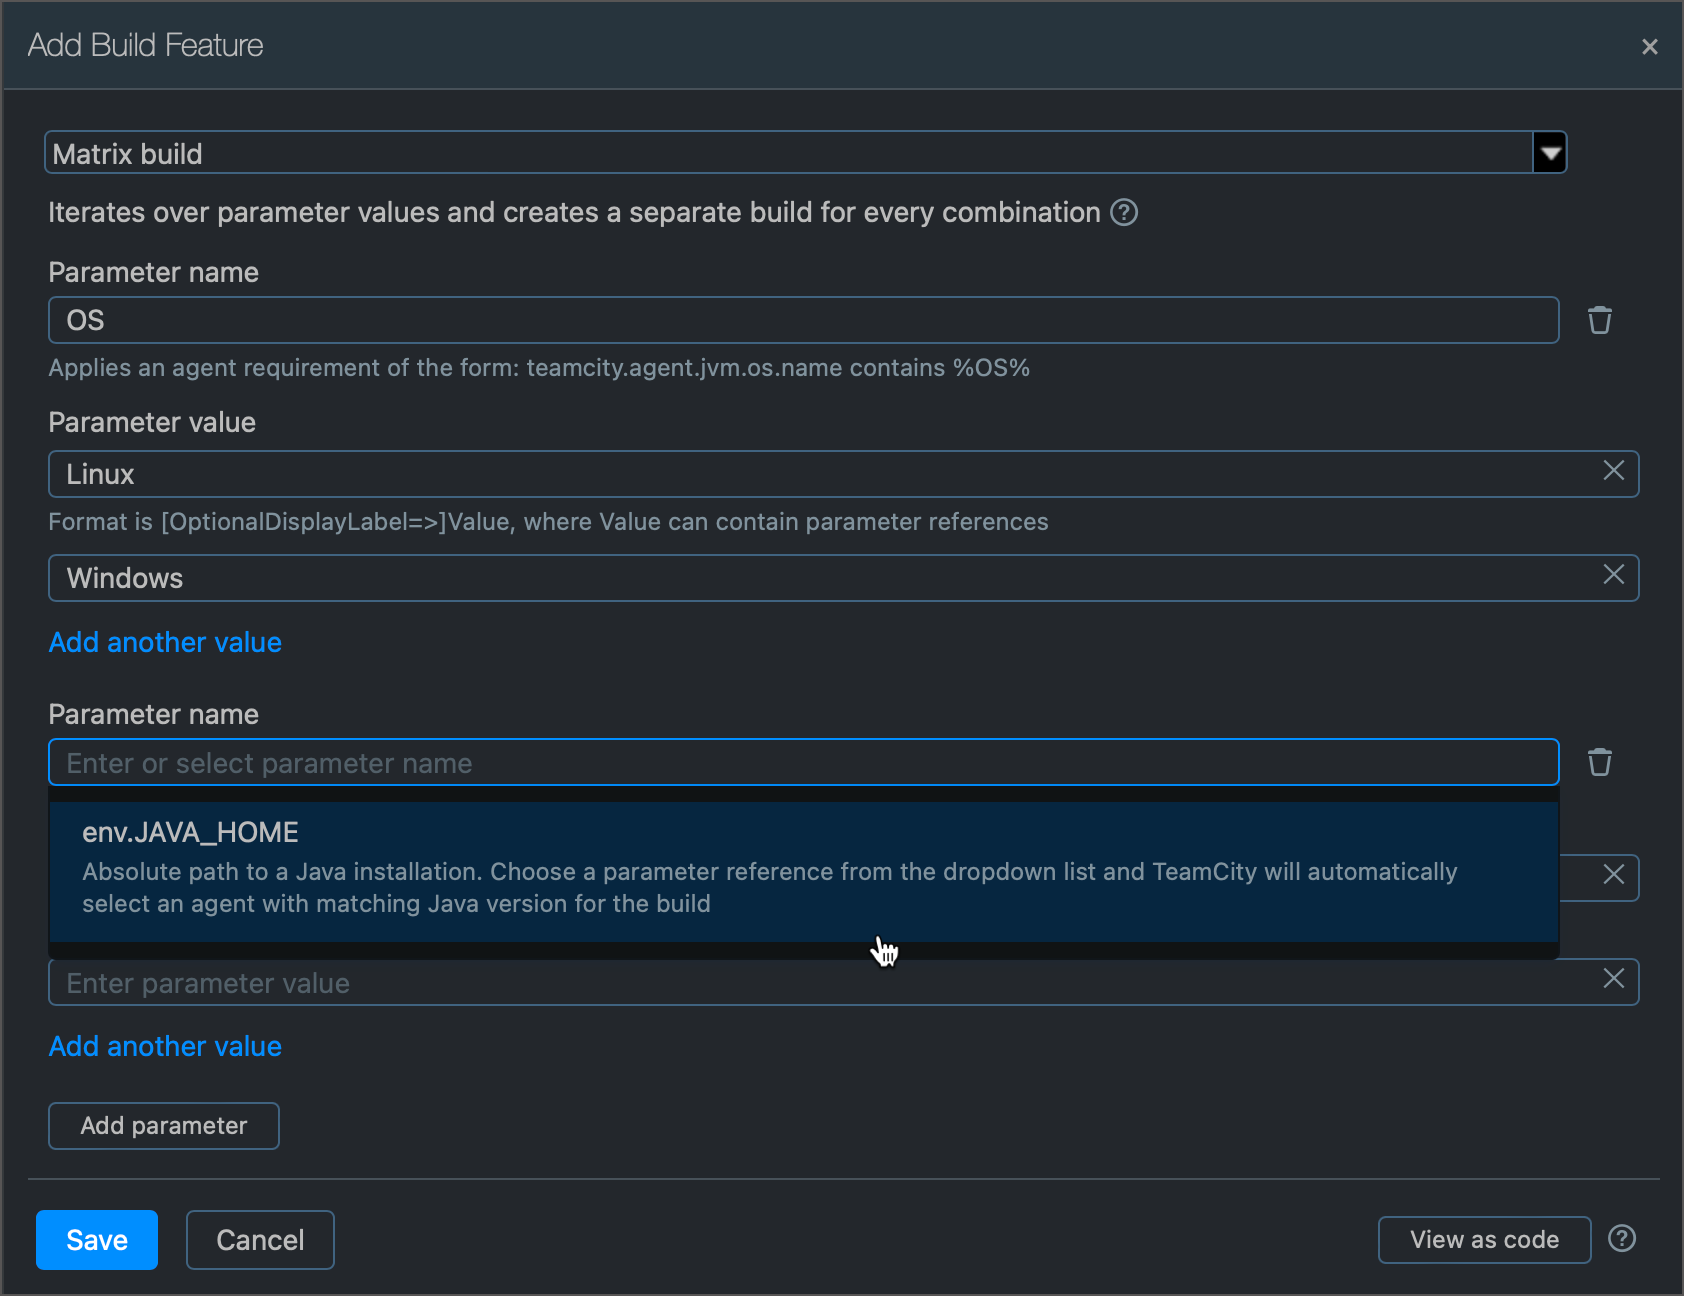 Add Build Feature
Matrix build
Iterates over parameter values and creates a separate build for every combination
Parameter name
OS
Applies an agent requirement of the form: teamcity.agent.jvm.os.name contains %OS%
Parameter value
Linux
Format is [OptionalDisplayLabel=>]Value, where Value can contain parameter references
Windows
Add another value
Parameter name
Enter or select parameter name
env.JAVA_HOME
Absolute path to a Java installation. Choose a parameter reference from the dropdown list and TeamCity will automatically
select an agent with matching Java version for the build
Enter parameter value
Add another value
Add parameter
Save
Cancel
View as code